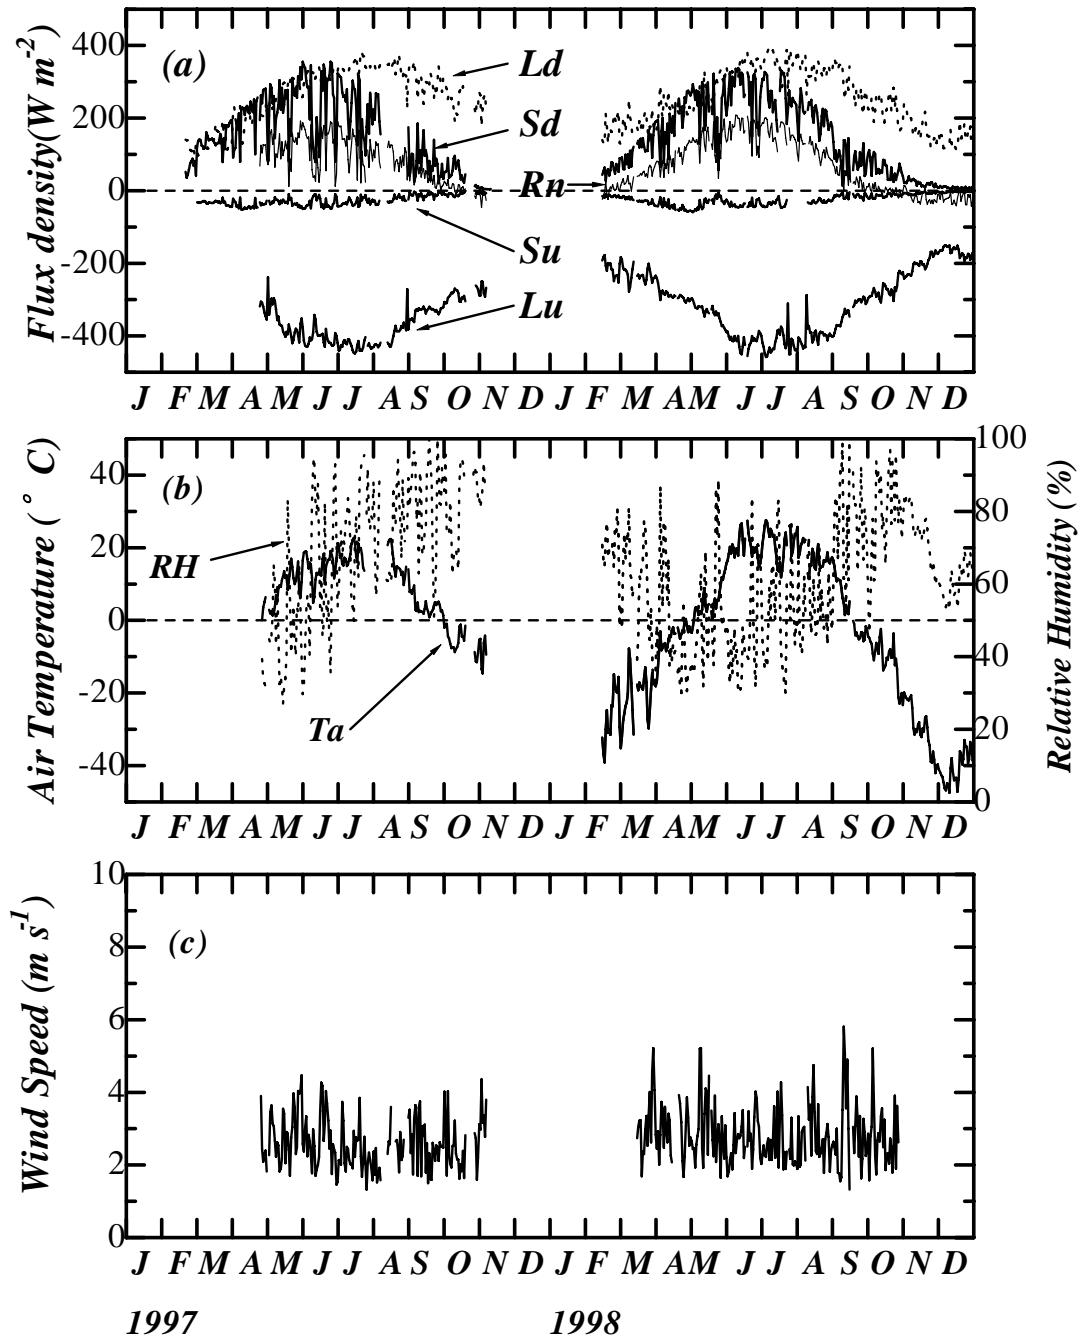 Flux density(W m-2)
400
200
0
-200
-400
(a)
Ld
Sd
Rn
Su
Lu
J F M A M J J A S O N D J F M A M J J A S O N D
Air Temperature ( ° C)
40
20
0
-20
-40
(b)
RH
Ta
100
80
60
40
20
0
Relative Humidity (%)
J F M A M J J A S O N D J F M A M J J A S O N D
Wind Speed (m s-1)
10
8
6
4
2
0
(c)
J F M A M J J A S O N D J F M A M J J A S O N D
1997 1998